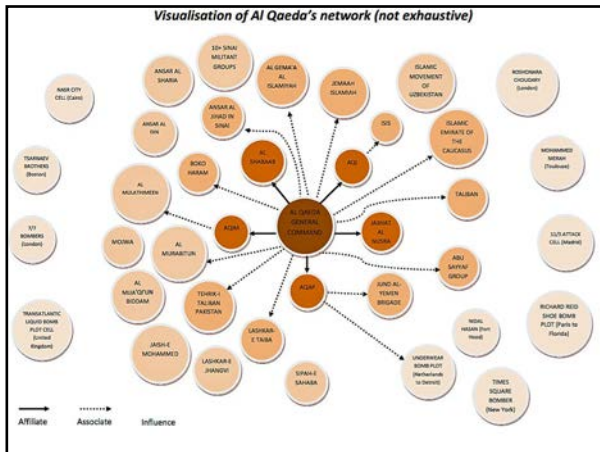 Visualisation of Al Qaeda's network (not exhaustive)
10+ SINAI
MILITANT
GROUPS
AL GEMA'A
AL
ISLAMIYAH
JEMAAH
ISLAMIAH
ISLAMIC
MOVEMENT
OF
UZBEKISTAN
ROSHONARA
CHOUDARY
(London)
NASR CITY
CELL (Cairo)
ANSAR AL
SHARIA
ANSAR AL
JIHAD IN
SINAI
ISIS
ISLAMIC
EMIRATE OF
THE
CAUCASUS
ANSAR AL
DIN
TSARNAEV
BROTHERS
(Boston)
BOKO
HARAM
AL
SHABAAB
AQI
MOHAMMED
MERAH
(Toulouse)
AL
MULATHIMEEN
TALIBAN
7/7
BOMBERS
(London)
MOJWA
AL
MURABITUN
AQIM
AL QAEDA
GENERAL
COMMAND
JABHAT
AL
NUSRA
11/3 ATTACK
CELL (Madrid)
ABU
SAYYAF
GROUP
AL
MUA'QI'UN
BIDDAM
TEHRIK-I
TALIBAN
PAKISTAN
AQAP
JUND AL-
YEMEN
BRIGADE
TRANSATLANTIC
LIQUID BOMB
PLOT CELL
(United
Kingdom)
RICHARD REID
SHOE BOMB
PLOT (Paris to
Florida)
JAISH-E
MOHAMMED
LASHKAR-E
JHANGVI
LASHKAR-
E TAIBA
NIDAL
HASAN (Fort
Hood)
SIPAH-E
SAHABA
UNDERWEAR
BOMB PLOT
(Netherlands
to Detroit)
TIMES
SQUARE
BOMBER
(New York)
Affiliate
Associate
Influence